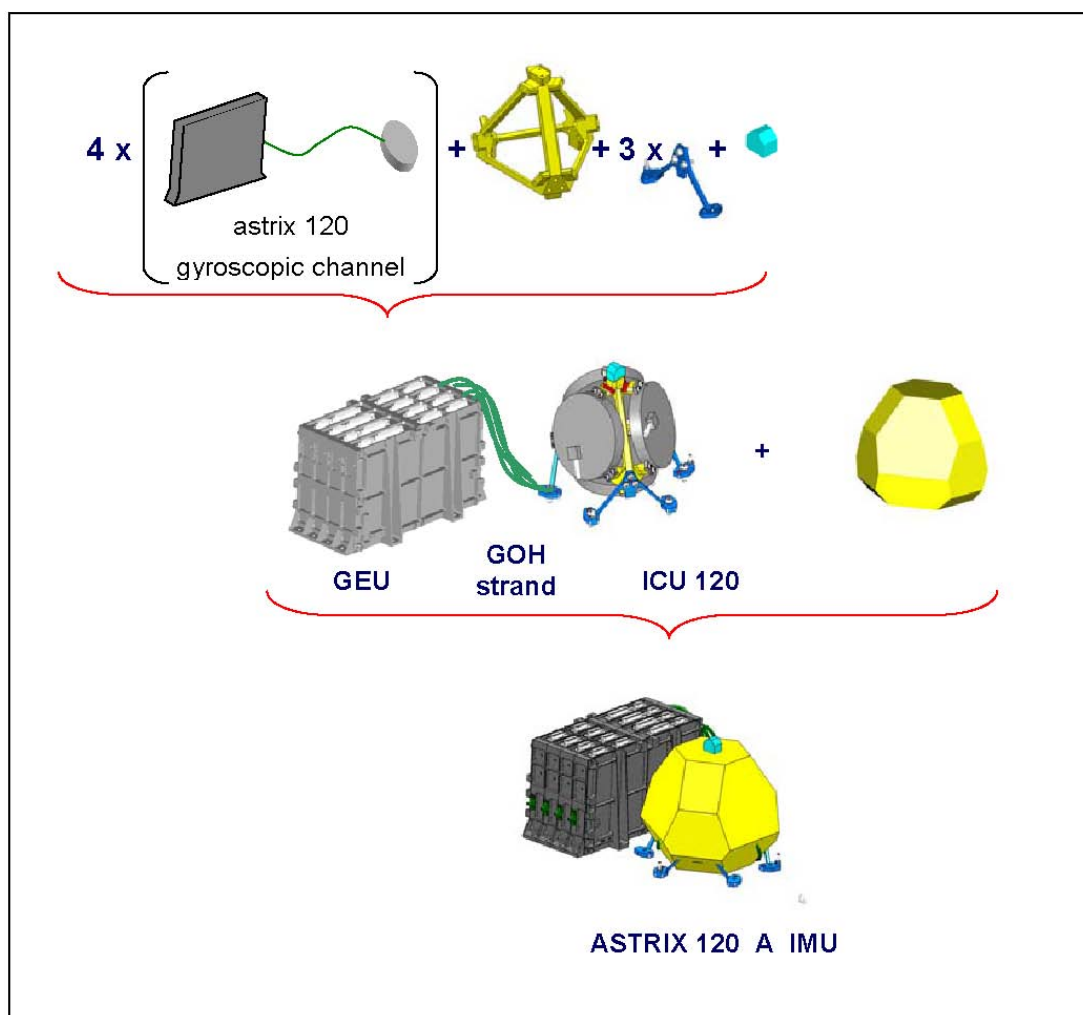 4 x
+
+ 3 x
+
astrix 120
gyroscopic channel
+
GEU
GOH
strand
ICU 120
ASTRIX 120 A IMU